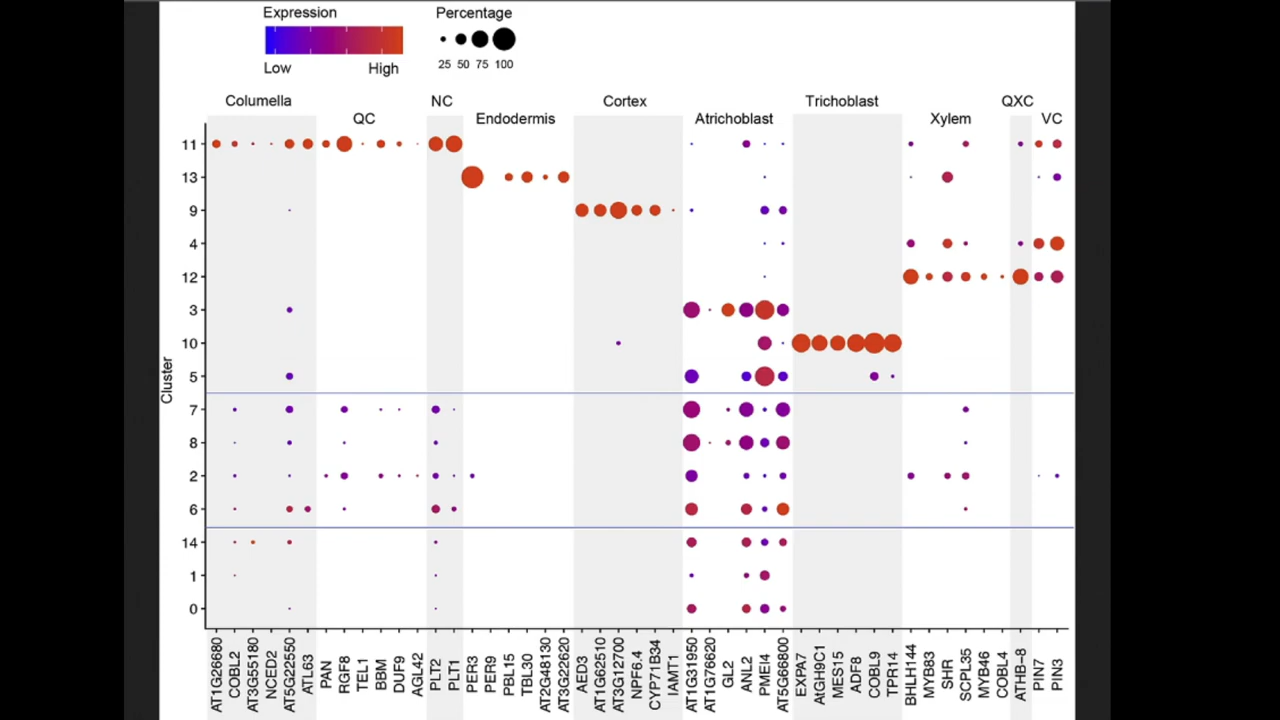 Expression
Percentage
Low
High
25 50 75 100
Columella
NC
Cortex
Trichoblast
QXC
QC
Endodermis
Atrichoblast
Xylem
VC
Cluster
11
13
9
4
12
3
10
5
7
8
2
6
14
1
0
AT1G26680
COBL2
AT3G55180
NCED2
AT5G22550
ATL63
PAN
RGF8
TEL1
BBM
DUF9
AGL42
PLT2
PLT1
PER3
PER9
PBL15
TBL30
AT2G48130
AT3G22620
AED3
AT1G62510
AT3G12700
NPF6.4
CYP71B34
IAMT1
AT1G31950
AT1G76620
GL2
ANL2
PMEI4
AT5G66800
EXPA7
AtGH9C1
MES15
ADF8
COBL9
TPR14
BHLH144
MYB83
SHR
SCPL35
MYB46
COBL4
ATHB-8
PIN7
PIN3